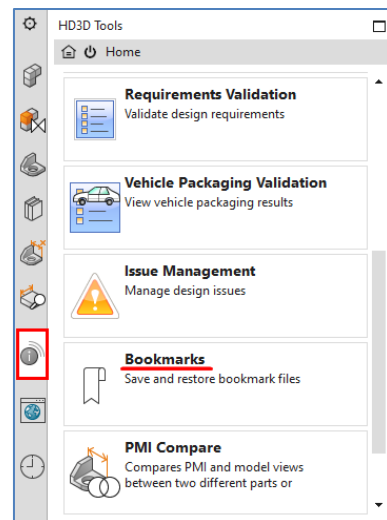 HD3D Tools
Home
Requirements Validation
Validate design requirements
Vehicle Packaging Validation
View vehicle packaging results
Issue Management
Manage design issues
Bookmarks
Save and restore bookmark files
PMI Compare
Compares PMI and model views
between two different parts or